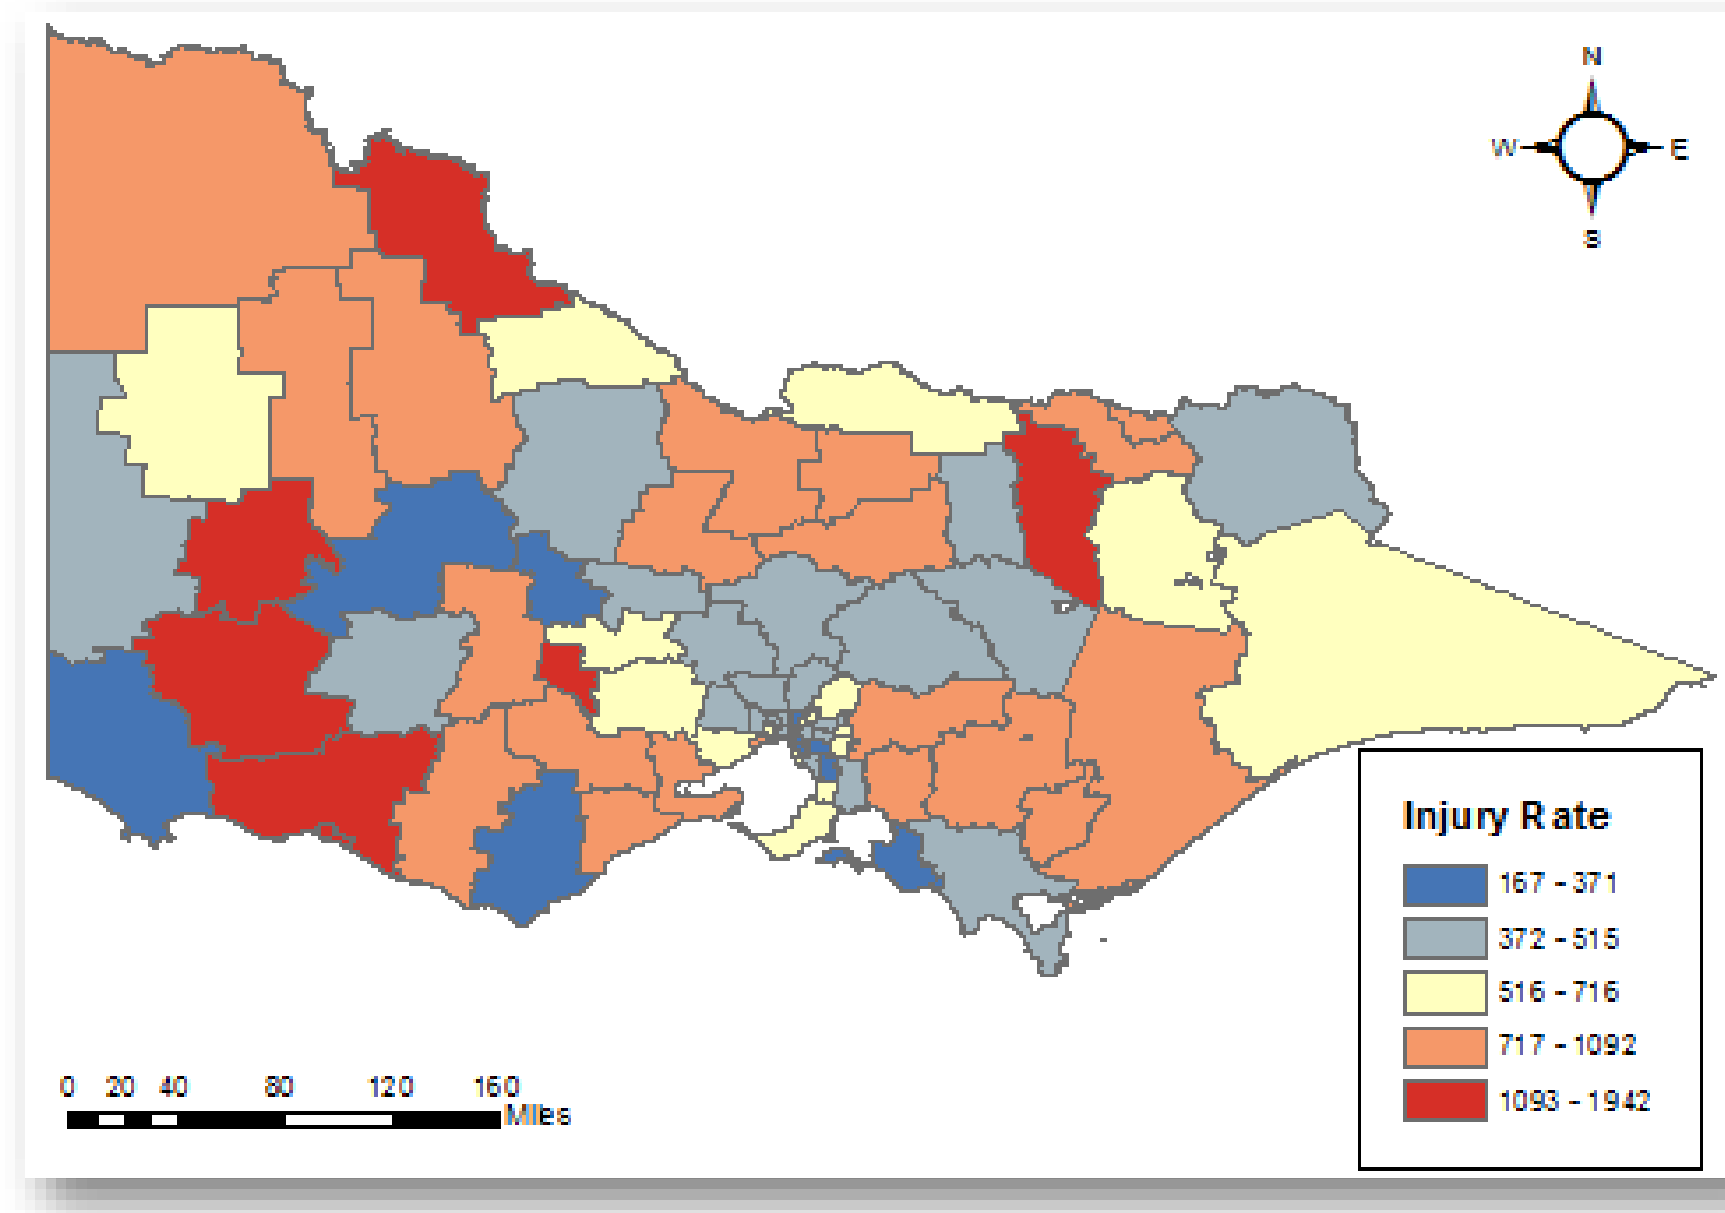 N
W E
S
Injury Rate
167 - 371
372 - 515
516 - 716
717 - 1092
1093 - 1942
0 20 40 80 120 160
Miles